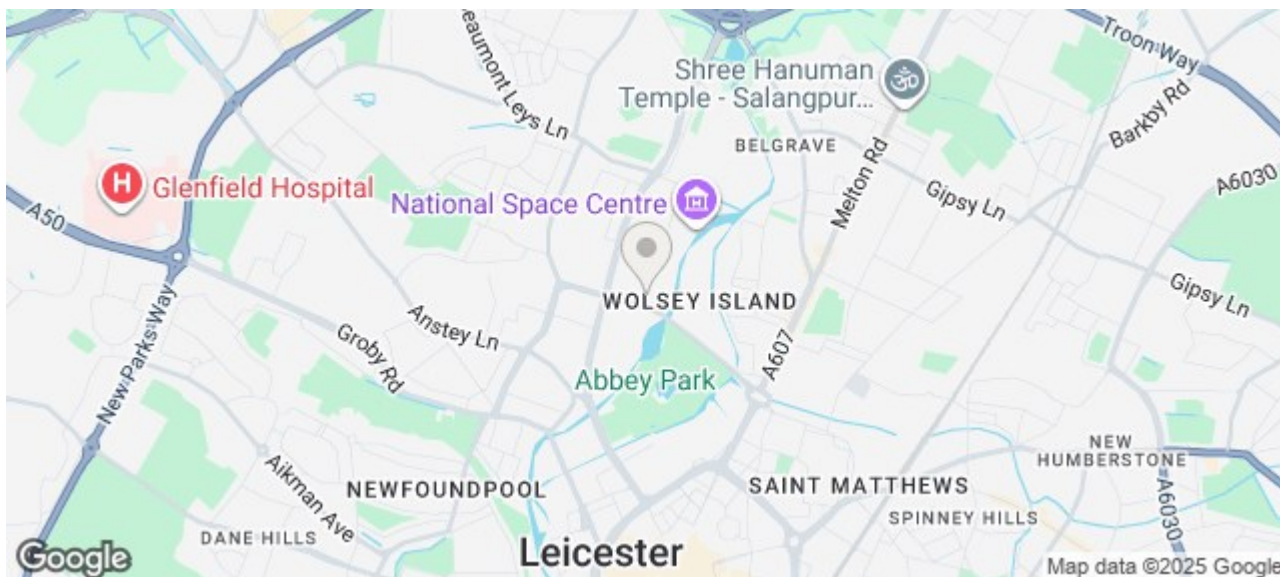 Beaumont Leys Ln
Shree Hanuman
Temple - Salangpur...
Troon Way
Barkby Rd
BELGRAVE
Melton Rd
Gipsy Ln
A6030
H
Glenfield Hospital
A50
National Space Centre
WOLSEY ISLAND
Gipsy Ln
New Parks Way
Anstey Ln
Groby Rd
A607
Abbey Park
NEW
HUMBERSTONE
Aikman Ave
NEWFOUNDPOOL
SAINT MATTHEWS
A6030
SPINNEY HILLS
DANE HILLS
Leicester
Google
Map data ©2025 Google